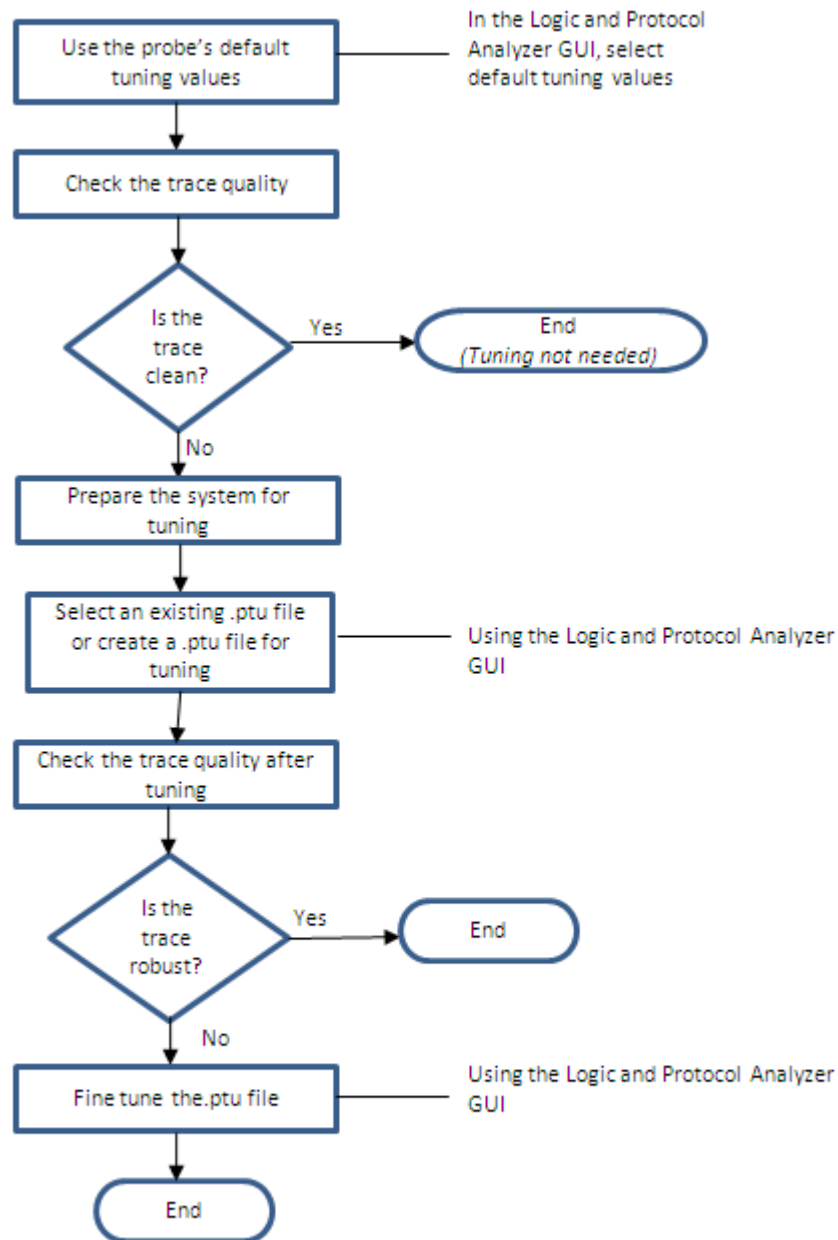 Use the probe's default
tuning values
In the Logic and Protocol
Analyzer GUI, select
default tuning values
Check the trace quality
Is the
trace
clean?
Yes
End
(Tuning not needed)
No
Prepare the system for
tuning
Select an existing .ptu file
or create a .ptu file for
tuning
Using the Logic and Protocol Analyzer
GUI
Check the trace quality after
tuning
Is the
trace
robust?
Yes
End
No
Fine tune the.ptu file
Using the Logic and Protocol Analyzer
GUI
End